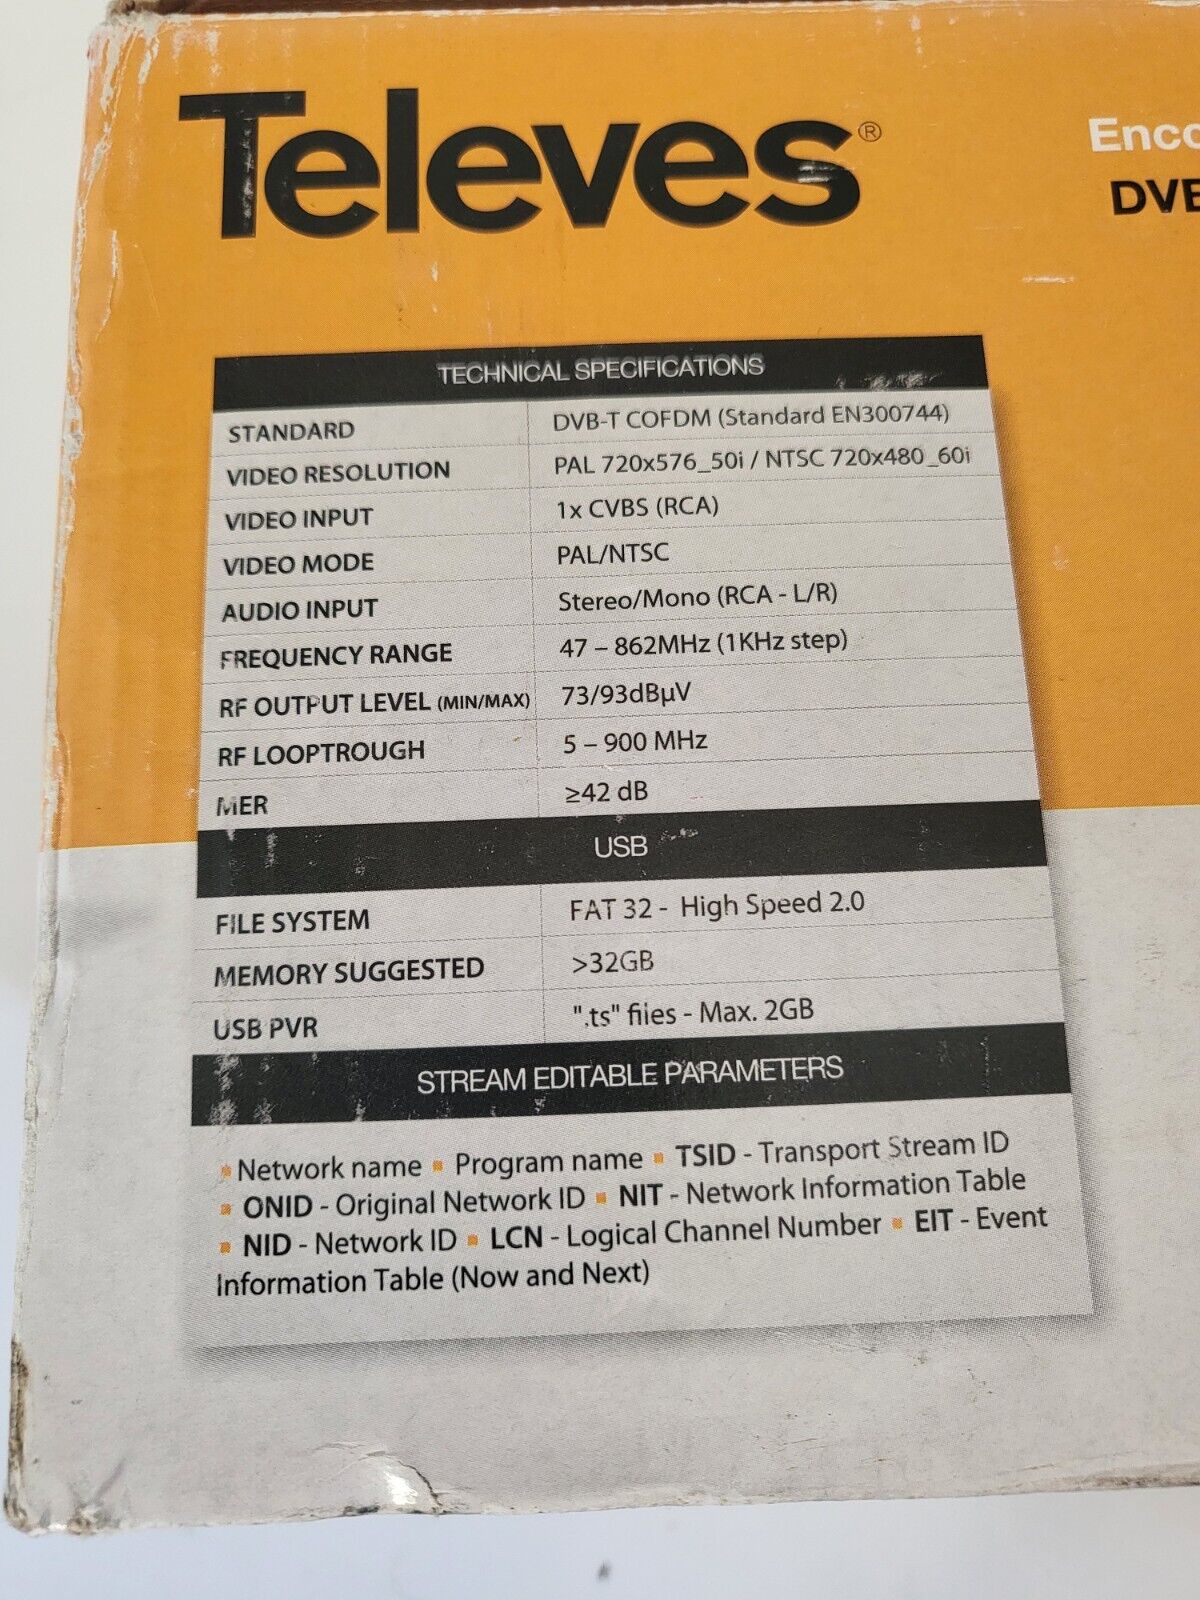 Televes®
Enco
DVB
TECHNICAL SPECIFICATIONS
STANDARD DVB-T COFDM (Standard EN300744)
VIDEO RESOLUTION PAL 720x576_50i / NTSC 720x480_60i
VIDEO INPUT 1x CVBS (RCA)
VIDEO MODE PAL/NTSC
AUDIO INPUT Stereo/Mono (RCA - L/R)
FREQUENCY RANGE 47 – 862MHz (1KHz step)
RF OUTPUT LEVEL (MIN/MAX) 73/93dBµV
RF LOOPTROUGH 5 – 900 MHz
MER ≥42 dB
USB
FILE SYSTEM FAT 32 - High Speed 2.0
MEMORY SUGGESTED >32GB
USB PVR ".ts" files - Max. 2GB
STREAM EDITABLE PARAMETERS
▪ Network name ▪ Program name ▪ TSID - Transport Stream ID
▪ ONID - Original Network ID ▪ NIT - Network Information Table
▪ NID - Network ID ▪ LCN - Logical Channel Number ▪ EIT - Event
Information Table (Now and Next)